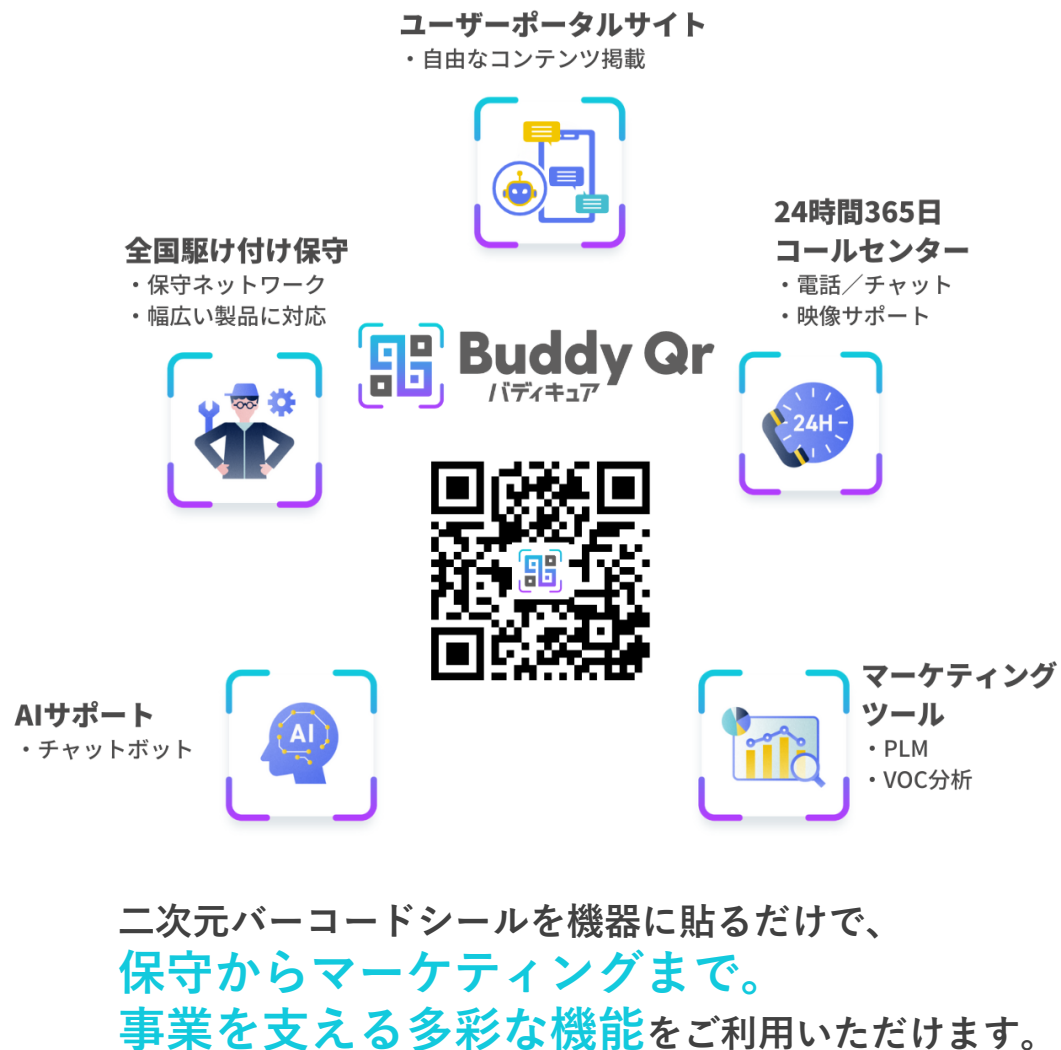 ユーザーポータルサイト
・自由なコンテンツ掲載
24時間365日
コールセンター
・電話／チャット
・映像サポート
24H
全国駆け付け保守
・保守ネットワーク
・幅広い製品に対応
Buddy Qr
バディキュア
AIサポート
・チャットボット
AI
マーケティング
ツール
・PLM
・VOC分析
二次元バーコードシールを機器に貼るだけで、
保守からマーケティングまで。
事業を支える多彩な機能をご利用いただけます。